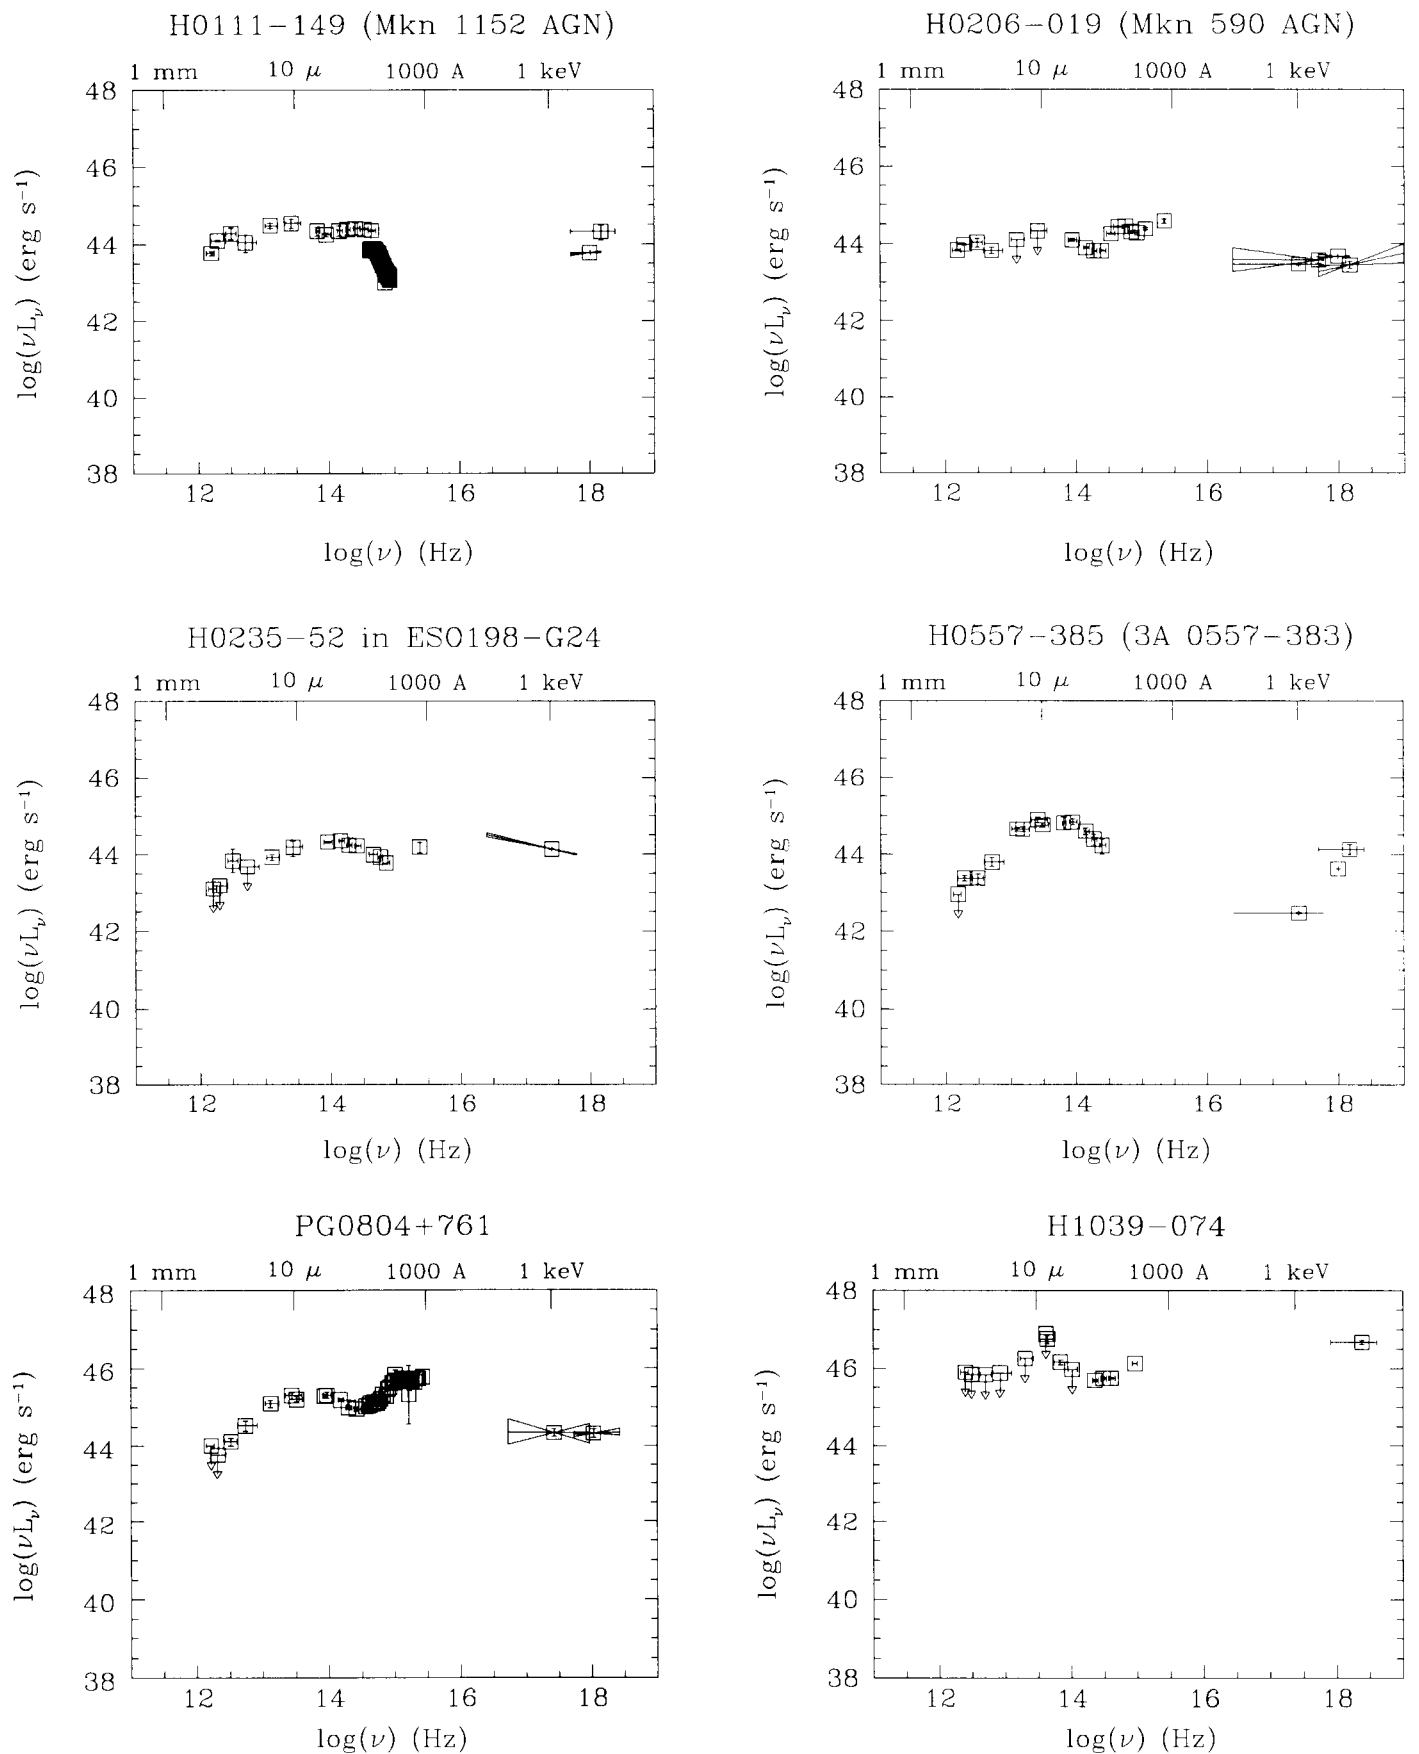 H0111−149 (Mkn 1152 AGN)
1 mm 10 μ 1000 A 1 keV
48
46
44
42
40
38
log(νL_ν) (erg s⁻¹)
12 14 16 18
log(ν) (Hz)
H0206−019 (Mkn 590 AGN)
1 mm 10 μ 1000 A 1 keV
48
46
44
42
40
38
log(νL_ν) (erg s⁻¹)
12 14 16 18
log(ν) (Hz)
H0235−52 in ESO198−G24
1 mm 10 μ 1000 A 1 keV
48
46
44
42
40
38
log(νL_ν) (erg s⁻¹)
12 14 16 18
log(ν) (Hz)
H0557−385 (3A 0557−383)
1 mm 10 μ 1000 A 1 keV
48
46
44
42
40
38
log(νL_ν) (erg s⁻¹)
12 14 16 18
log(ν) (Hz)
PG0804+761
1 mm 10 μ 1000 A 1 keV
48
46
44
42
40
38
log(νL_ν) (erg s⁻¹)
12 14 16 18
log(ν) (Hz)
H1039−074
1 mm 10 μ 1000 A 1 keV
48
46
44
42
40
38
log(νL_ν) (erg s⁻¹)
12 14 16 18
log(ν) (Hz)